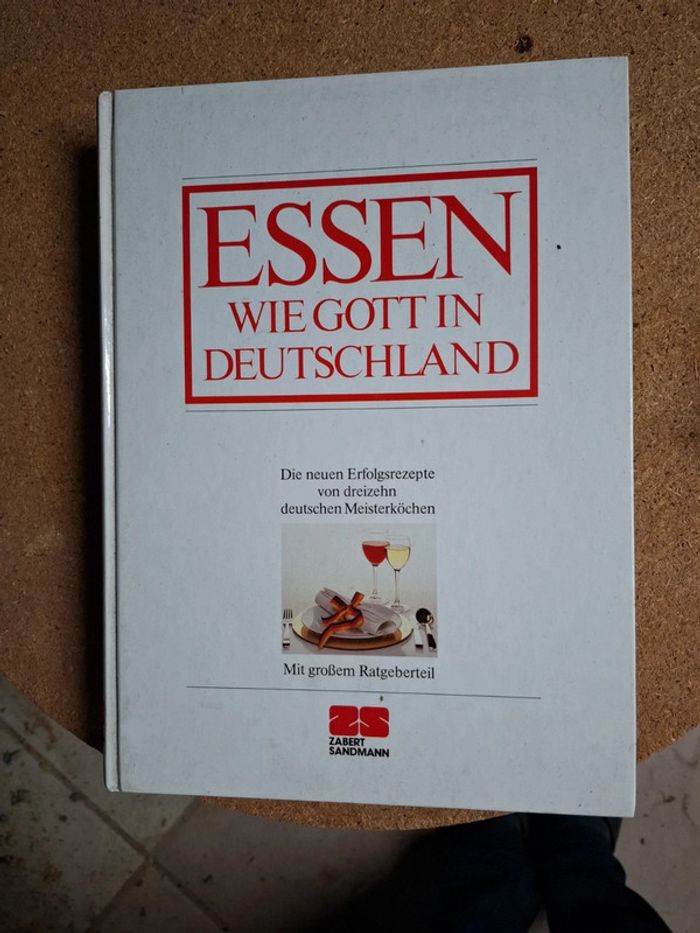 ESSEN
WIE GOTT IN
DEUTSCHLAND
Die neuen Erfolgsrezepte
von dreizehn
deutschen Meisterköchen
Mit großem Ratgeberteil
ZS
ZABERT
SANDMANN